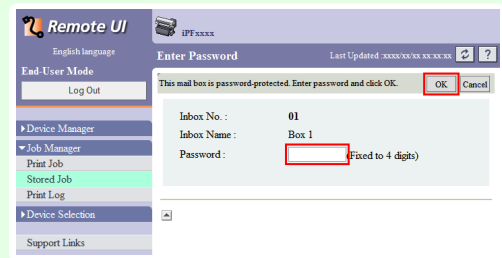 Remote UI
English language
End-User Mode
Log Out
▶Device Manager
▼Job Manager
Print Job
Stored Job
Print Log
▶Device Selection
Support Links
iPFxxxx
Enter Password
Last Updated :xxxx/xx/xx xx:xx:xx
?
This mail box is password-protected. Enter password and click OK.
OK
Cancel
Inbox No. : 01
Inbox Name : Box 1
Password : (Fixed to 4 digits)